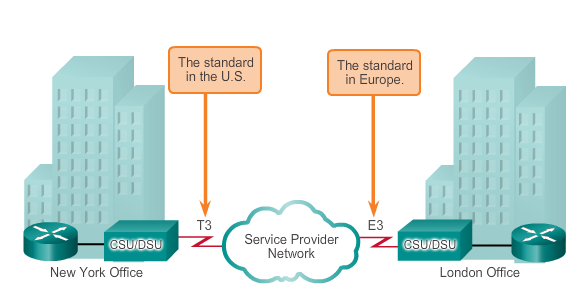 The standard
in the U.S.
The standard
in Europe.
T3
E3
CSU/DSU
Service Provider
Network
CSU/DSU
New York Office
London Office